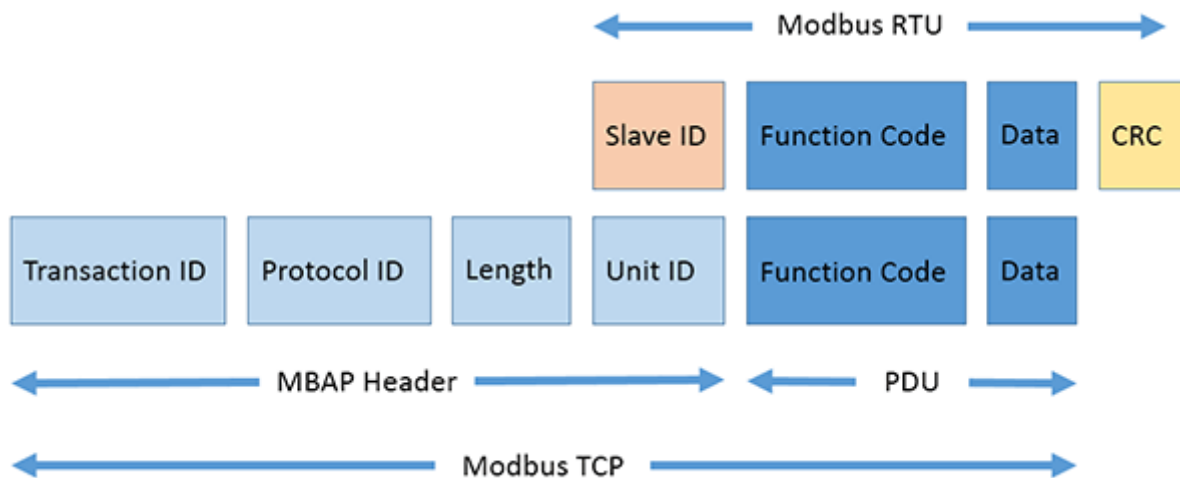 Modbus RTU
Slave ID Function Code Data CRC
Transaction ID Protocol ID Length Unit ID Function Code Data
MBAP Header PDU
Modbus TCP